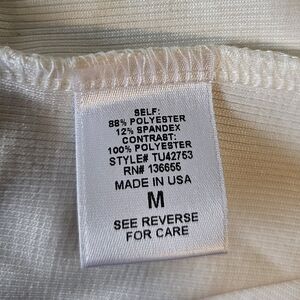 SELF:
88% POLYESTER
12% SPANDEX
CONTRAST:
100% POLYESTER
STYLE# TU42753
RN# 136656
MADE IN USA
M
SEE REVERSE
FOR CARE